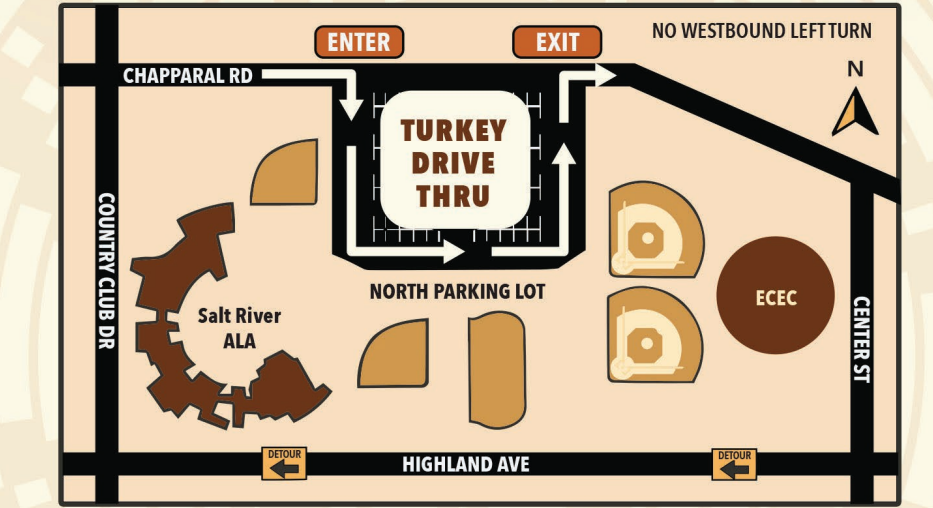 ENTER
EXIT
NO WESTBOUND LEFT TURN
N
CHAPPARAL RD
TURKEY
DRIVE
THRU
COUNTRY CLUB DR
NORTH PARKING LOT
Salt River
ALA
ECEC
CENTER ST
DETOUR
HIGHLAND AVE
DETOUR